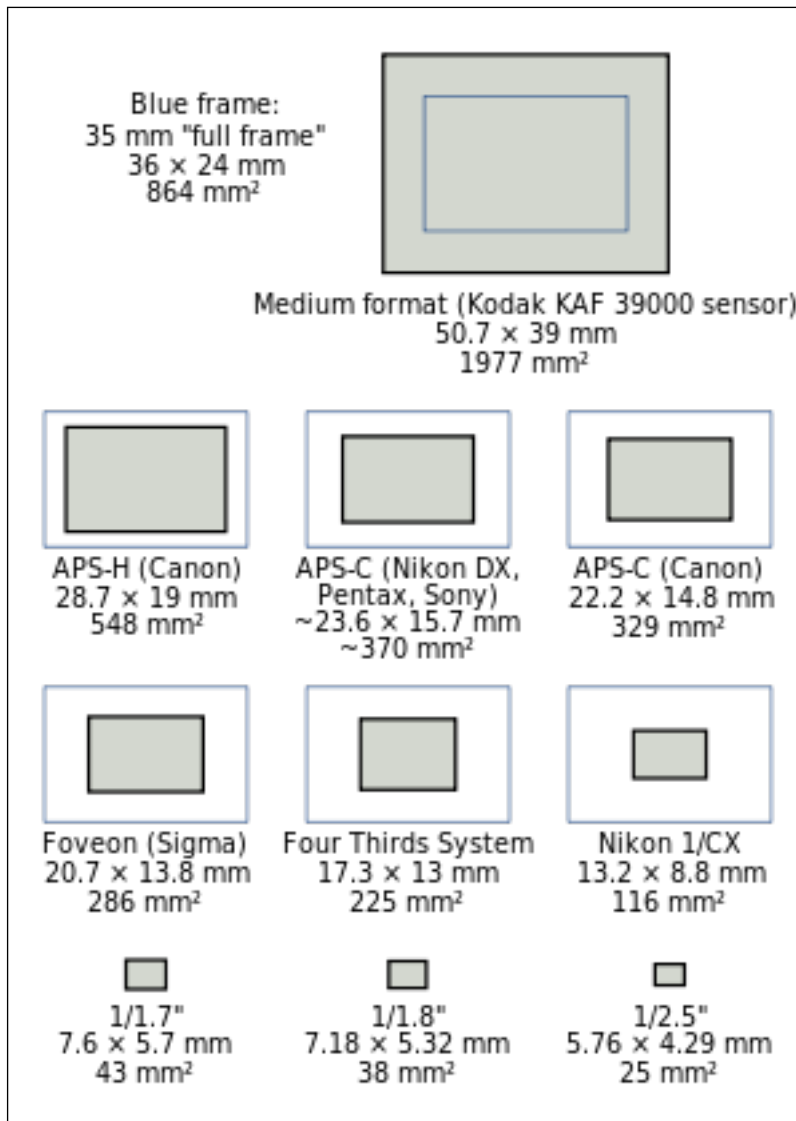 Blue frame:
35 mm "full frame"
36 × 24 mm
864 mm²
Medium format (Kodak KAF 39000 sensor)
50.7 × 39 mm
1977 mm²
APS-H (Canon)
28.7 × 19 mm
548 mm²
APS-C (Nikon DX,
Pentax, Sony)
~23.6 × 15.7 mm
~370 mm²
APS-C (Canon)
22.2 × 14.8 mm
329 mm²
Foveon (Sigma)
20.7 × 13.8 mm
286 mm²
Four Thirds System
17.3 × 13 mm
225 mm²
Nikon 1/CX
13.2 × 8.8 mm
116 mm²
1/1.7"
7.6 × 5.7 mm
43 mm²
1/1.8"
7.18 × 5.32 mm
38 mm²
1/2.5"
5.76 × 4.29 mm
25 mm²